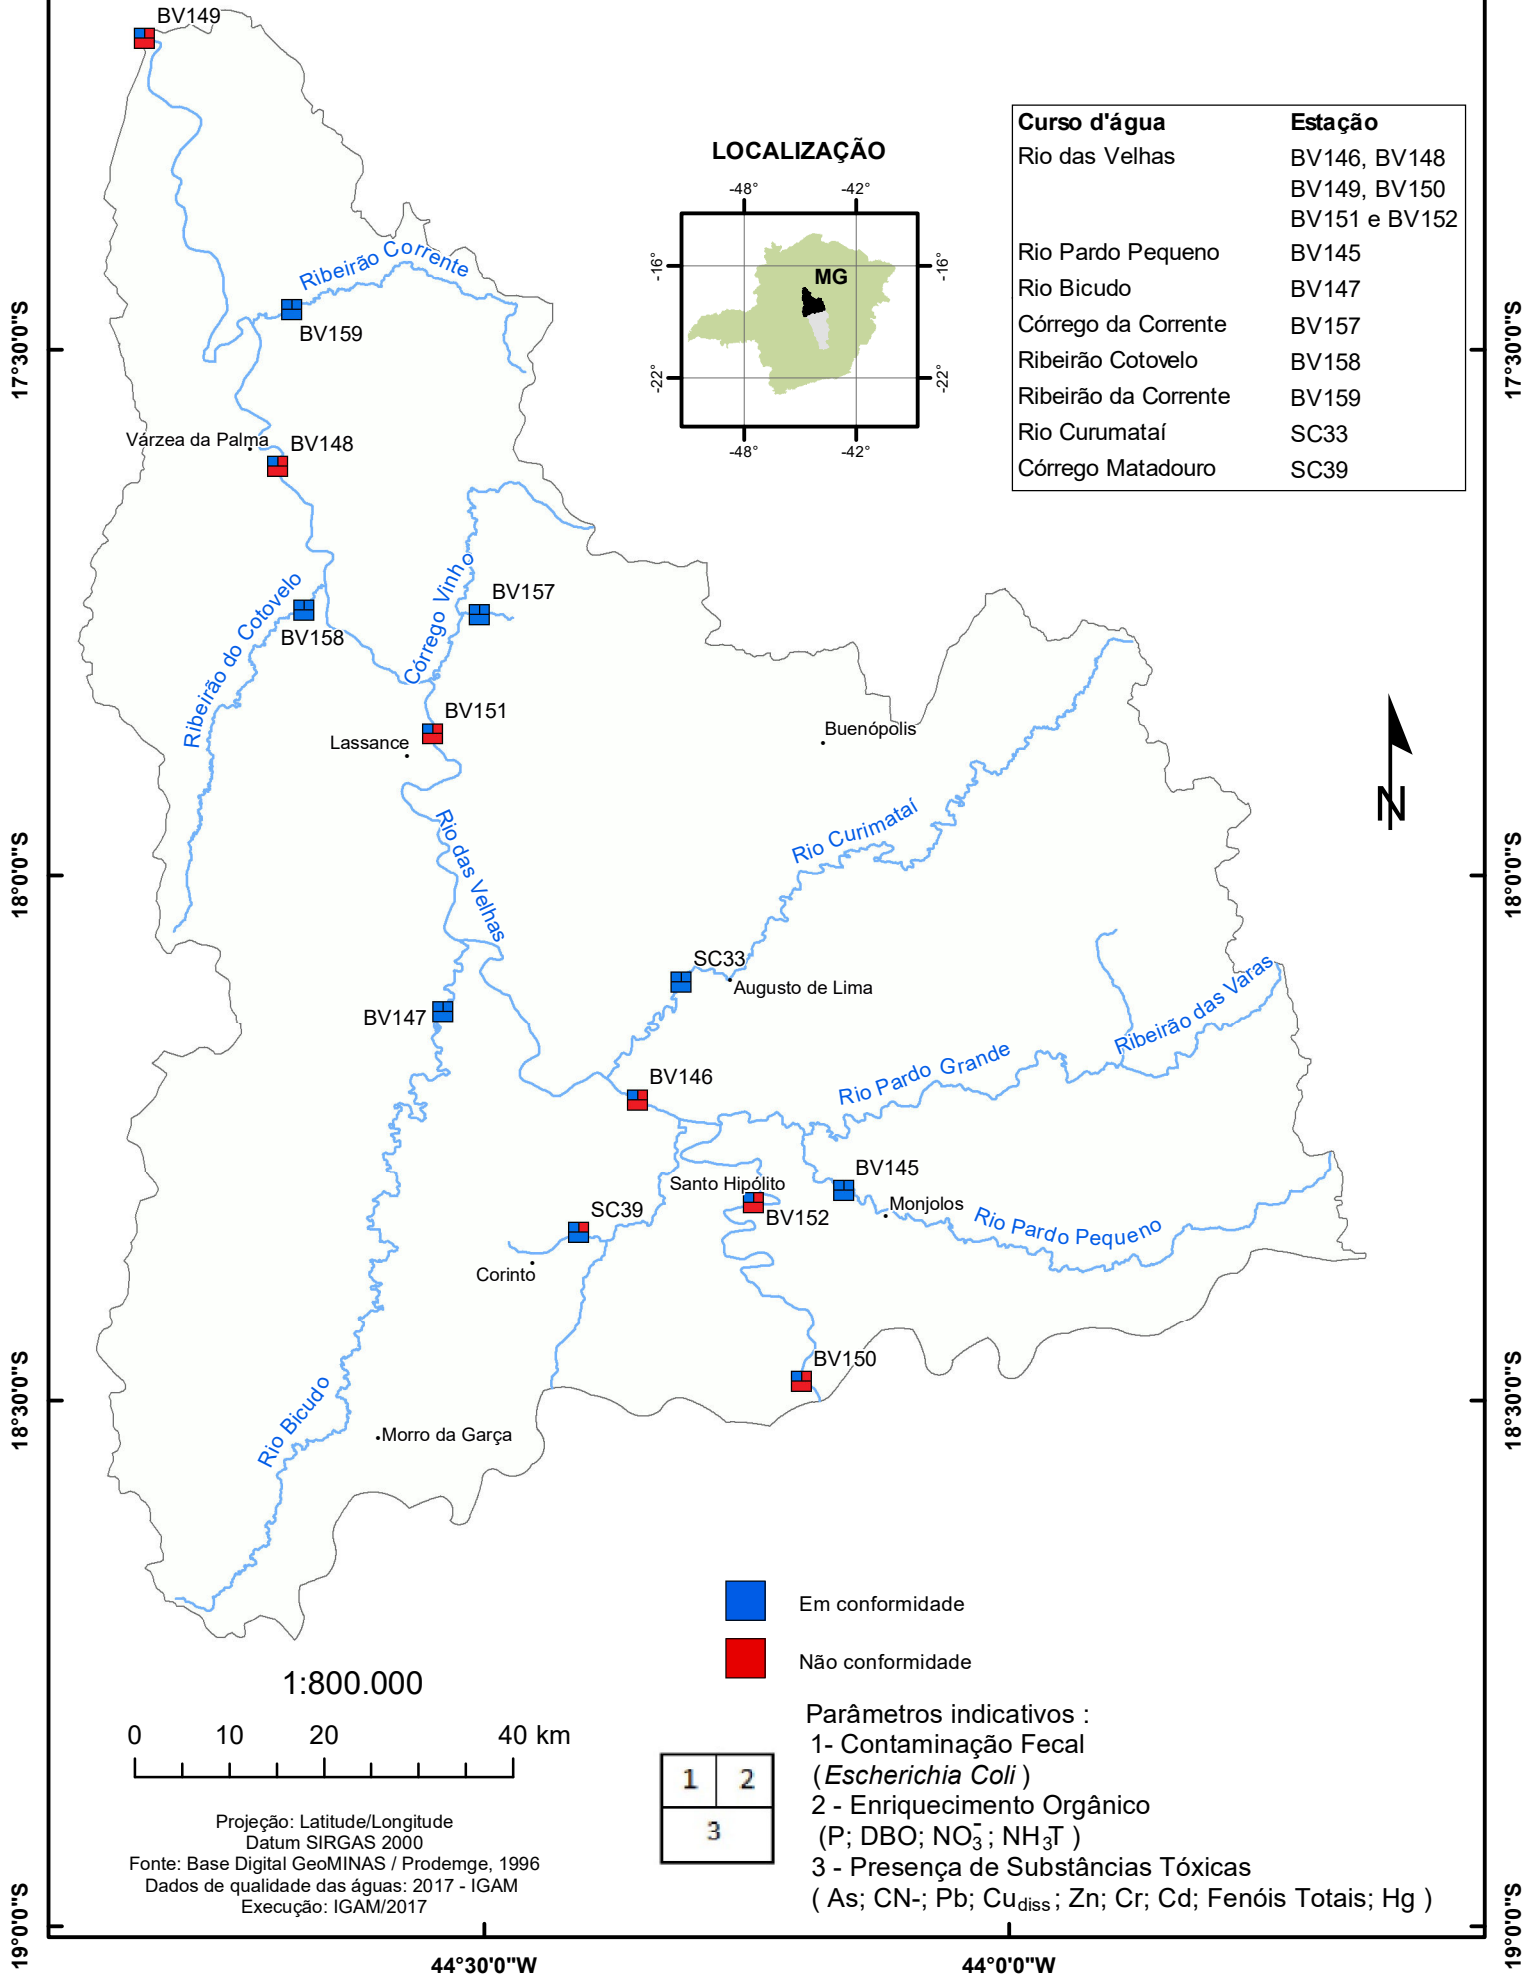 BV149
LOCALIZAÇÃO
-48°
-42°
-16°
-16°
MG
-22°
-22°
-48°
-42°
Curso d'água Estação
Rio das Velhas BV146, BV148
BV149, BV150
BV151 e BV152
Rio Pardo Pequeno BV145
Rio Bicudo BV147
Córrego da Corrente BV157
Ribeirão Cotovelo BV158
Ribeirão da Corrente BV159
Rio Curumataí SC33
Córrego Matadouro SC39
Ribeirão Corrente
BV159
17°30'0"S
17°30'0"S
Várzea da Palma
BV148
Ribeirão do Cotovelo
BV158
Córrego Vinho
BV157
BV151
Lassance
Buenópolis
N
Rio das Velhas
Rio Curimataí
18°0'0"S
18°0'0"S
SC33
Augusto de Lima
BV147
Ribeirão das Varas
Rio Pardo Grande
BV146
BV145
Santo Hipólito
Monjolos
BV152
SC39
Rio Pardo Pequeno
Corinto
BV150
18°30'0"S
18°30'0"S
Rio Bicudo
Morro da Garça
Em conformidade
Não conformidade
1:800.000
0 10 20 40 km
Projeção: Latitude/Longitude
Datum SIRGAS 2000
Fonte: Base Digital GeoMINAS / Prodemge, 1996
Dados de qualidade das águas: 2017 - IGAM
Execução: IGAM/2017
1 2
3
Parâmetros indicativos :
1- Contaminação Fecal
(Escherichia Coli )
2 - Enriquecimento Orgânico
(P; DBO; NO₃⁻; NH₃T )
3 - Presença de Substâncias Tóxicas
( As; CN-; Pb; Cu_diss; Zn; Cr; Cd; Fenóis Totais; Hg )
19°0'0"S
19°0'0"S
44°30'0"W
44°0'0"W